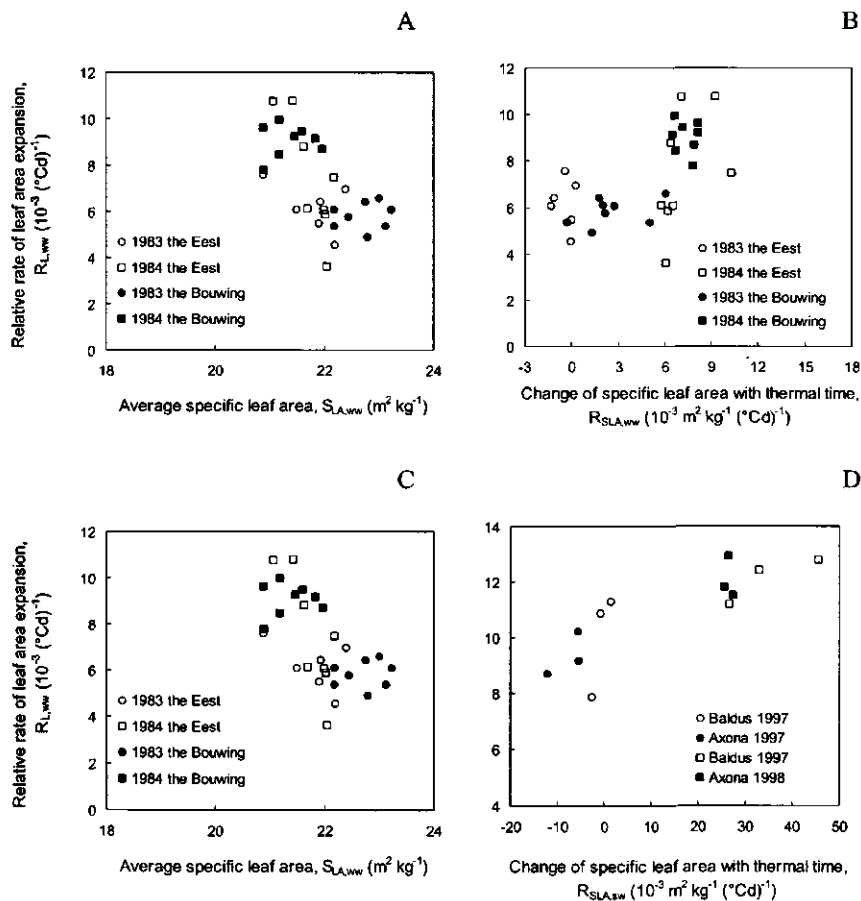 A
B
12
10
8
6
4
2
0
18
20
22
24
Relative rate of leaf area expansion,
R_L,ww (10⁻³ (°Cd)⁻¹
○ 1983 the Eest
□ 1984 the Eest
● 1983 the Bouwing
■ 1984 the Bouwing
Average specific leaf area, S_LA,ww (m² kg⁻¹)
12
10
8
6
4
2
0
-3
0
3
6
9
12
15
18
○ 1983 the Eest
□ 1984 the Eest
● 1983 the Bouwing
■ 1984 the Bouwing
Change of specific leaf area with thermal time,
R_SLA,ww (10⁻³ m² kg⁻¹ (°Cd)⁻¹)
C
D
12
10
8
6
4
2
0
18
20
22
24
Relative rate of leaf area expansion,
R_L,ww (10⁻³ (°Cd)⁻¹
○ 1983 the Eest
□ 1984 the Eest
● 1983 the Bouwing
■ 1984 the Bouwing
Average specific leaf area, S_LA,ww (m² kg⁻¹)
14
12
10
8
6
4
-20
-10
0
10
20
30
40
50
○ Baldus 1997
● Axona 1997
□ Baldus 1997
■ Axona 1998
Change of specific leaf area with thermal time,
R_SLA,sw (10⁻³ m² kg⁻¹ (°Cd)⁻¹)